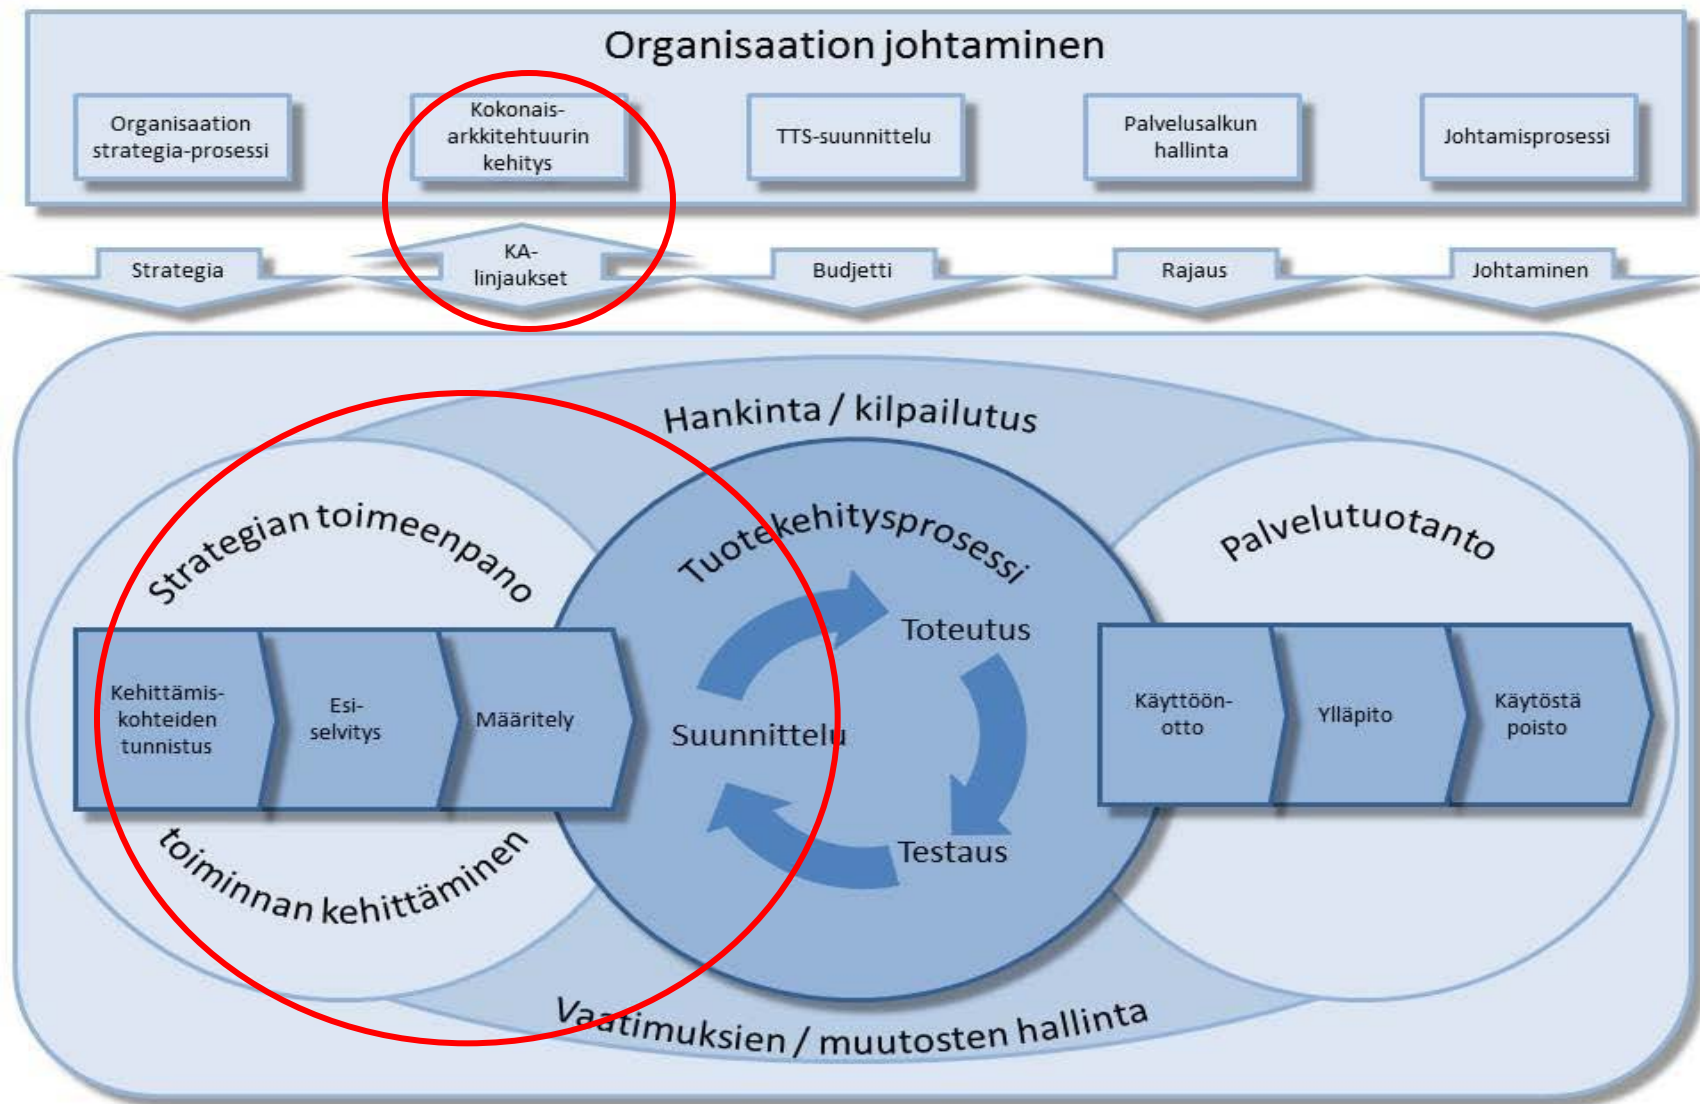 Organisaation johtaminen
Organisaation
strategia-prosessi
Kokonais-
arkkitehtuurin
kehitys
TTS-suunnittelu
Palvelusalkun
hallinta
Johtamisprosessi
Strategia
KA-
linjaukset
Budjetti
Rajaus
Johtaminen
Hankinta / kilpailutus
Strategian toimeenpano
Tuotekehitysprosessi
Palvelutuotanto
Kehittämis-
kohteiden
tunnistus
Esi-
selvitys
Määritely
Suunnittelu
Toteutus
Testaus
Käyttöön-
otto
Ylläpito
Käytöstä
poisto
toiminnan kehittäminen
Vaatimuksien / muutosten hallinta